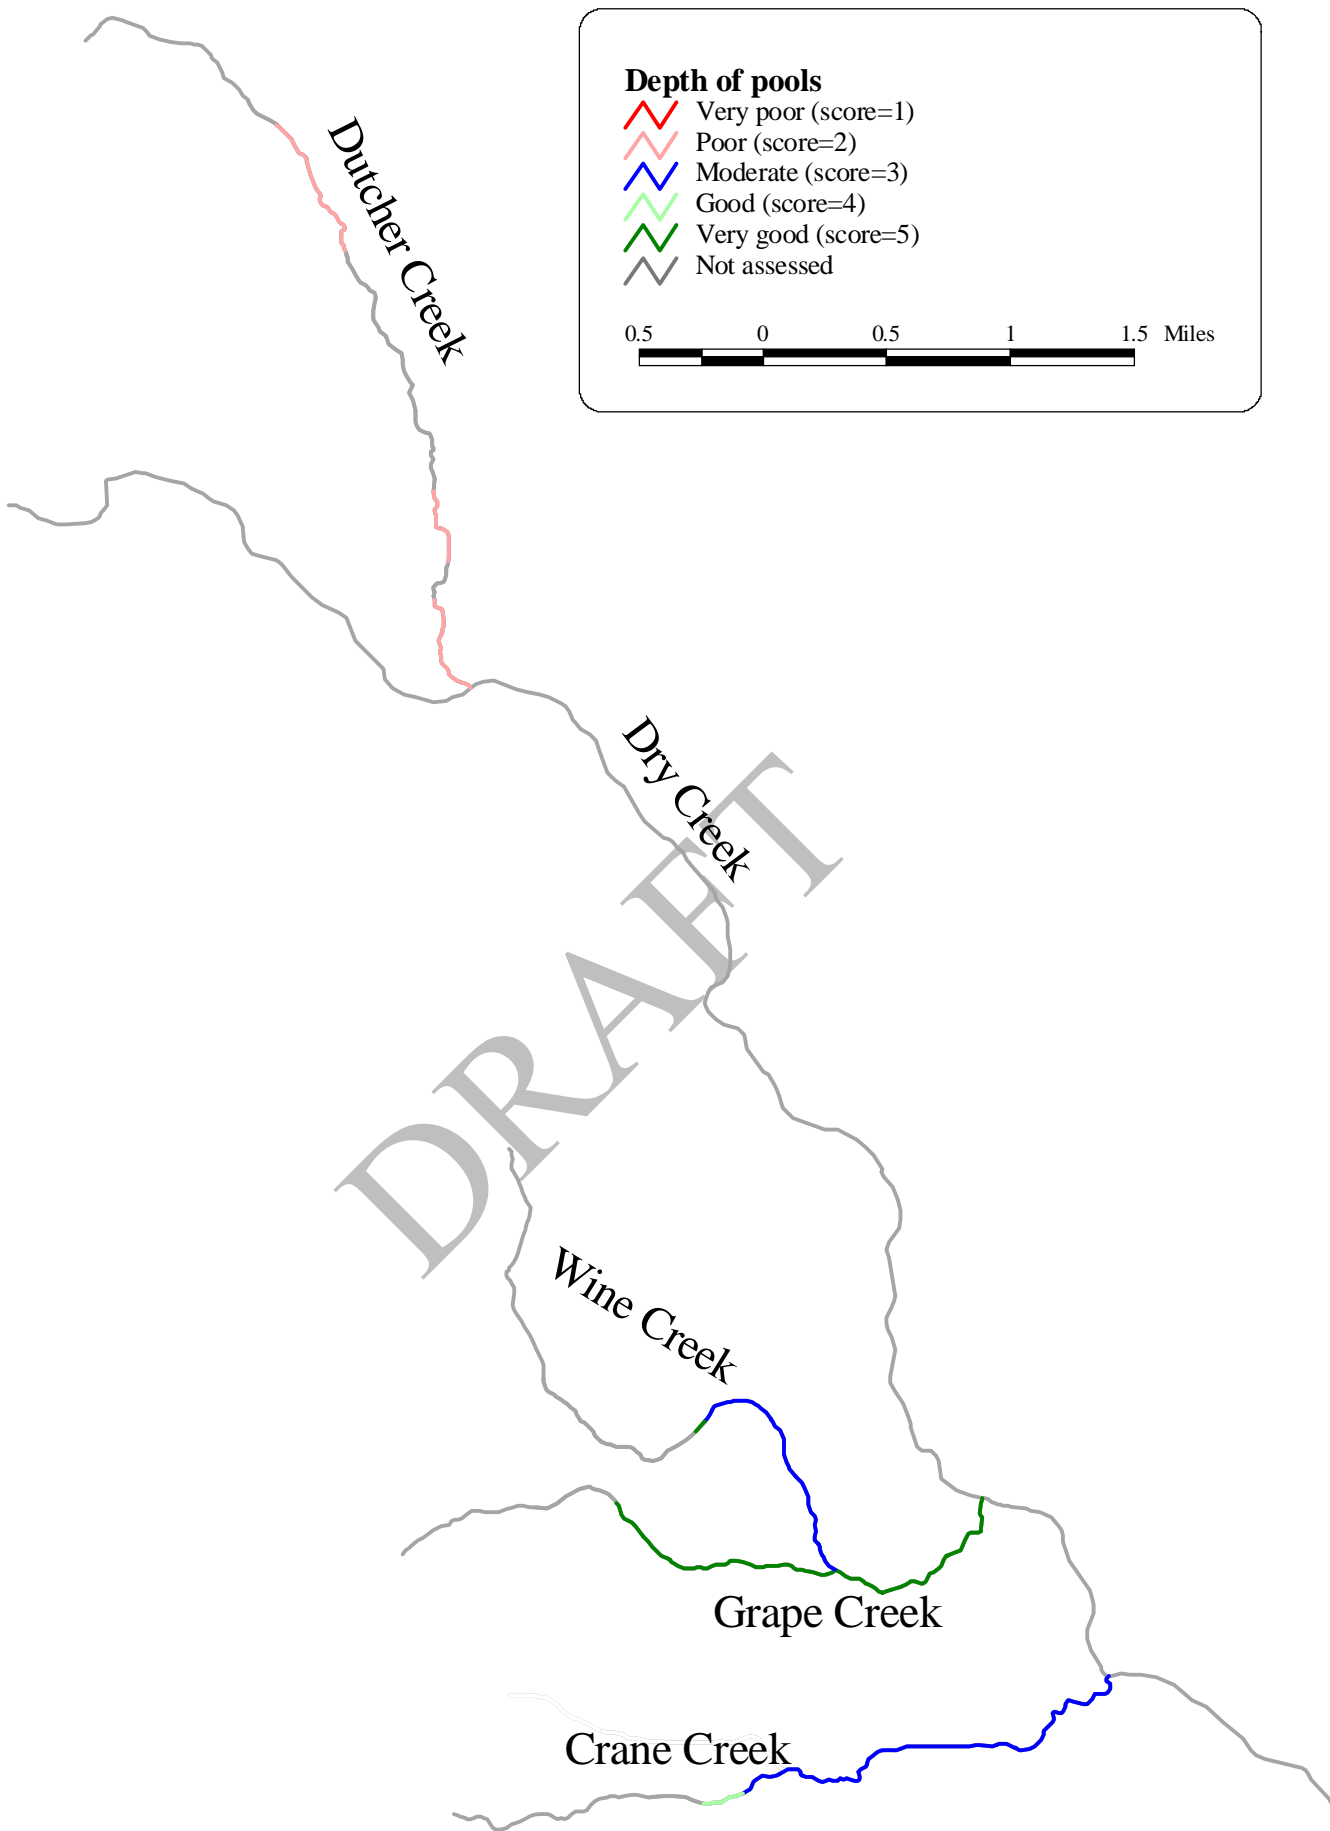 Depth of pools
Very poor (score=1)
Poor (score=2)
Moderate (score=3)
Good (score=4)
Very good (score=5)
Not assessed
0.5 0 0.5 1 1.5 Miles
Dutcher Creek
Dry Creek
DRAFT
Wine Creek
Grape Creek
Crane Creek